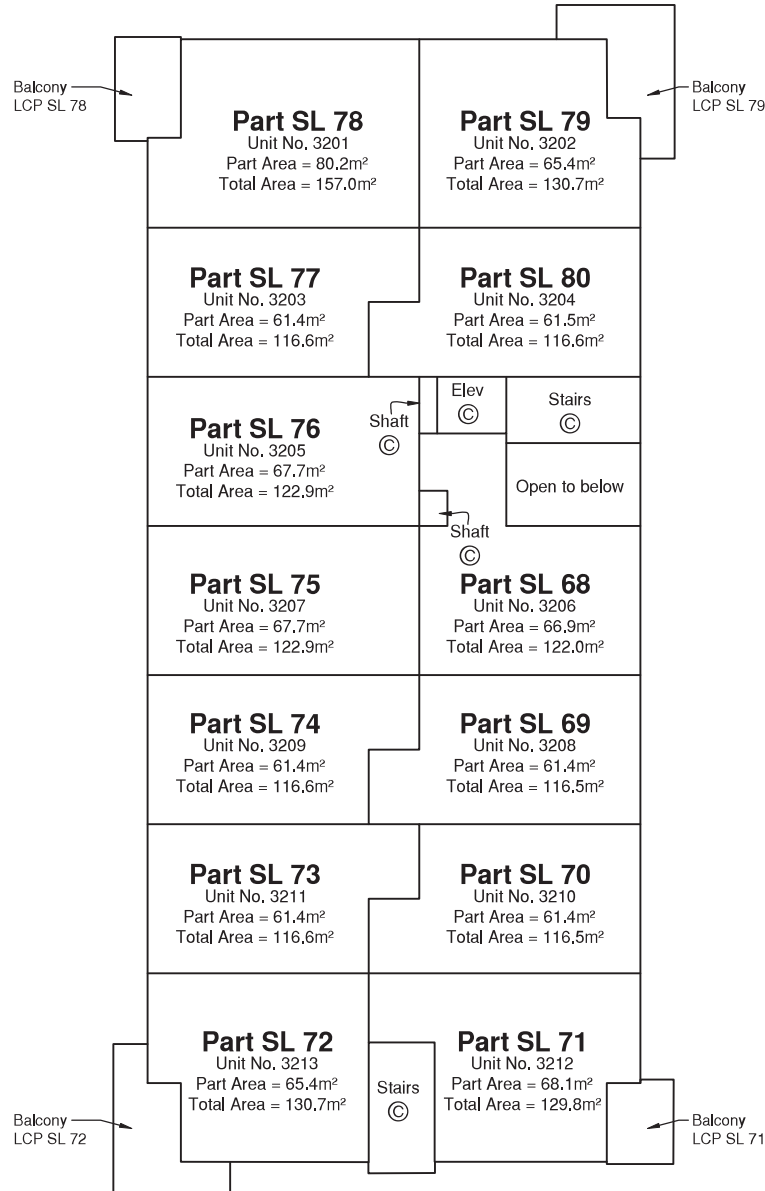 Balcony
LCP SL 78
Part SL 78
Unit No. 3201
Part Area = 80.2m²
Total Area = 157.0m²
Part SL 79
Unit No. 3202
Part Area = 65.4m²
Total Area = 130.7m²
Balcony
LCP SL 79
Part SL 77
Unit No. 3203
Part Area = 61.4m²
Total Area = 116.6m²
Part SL 80
Unit No. 3204
Part Area = 61.5m²
Total Area = 116.6m²
Part SL 76
Unit No. 3205
Part Area = 67.7m²
Total Area = 122.9m²
Shaft
Ⓒ
Elev
Ⓒ
Stairs
Ⓒ
Open to below
Shaft
Ⓒ
Part SL 75
Unit No. 3207
Part Area = 67.7m²
Total Area = 122.9m²
Part SL 68
Unit No. 3206
Part Area = 66.9m²
Total Area = 122.0m²
Part SL 74
Unit No. 3209
Part Area = 61.4m²
Total Area = 116.6m²
Part SL 69
Unit No. 3208
Part Area = 61.4m²
Total Area = 116.5m²
Part SL 73
Unit No. 3211
Part Area = 61.4m²
Total Area = 116.6m²
Part SL 70
Unit No. 3210
Part Area = 61.4m²
Total Area = 116.5m²
Balcony
LCP SL 72
Part SL 72
Unit No. 3213
Part Area = 65.4m²
Total Area = 130.7m²
Stairs
Ⓒ
Part SL 71
Unit No. 3212
Part Area = 68.1m²
Total Area = 129.8m²
Balcony
LCP SL 71